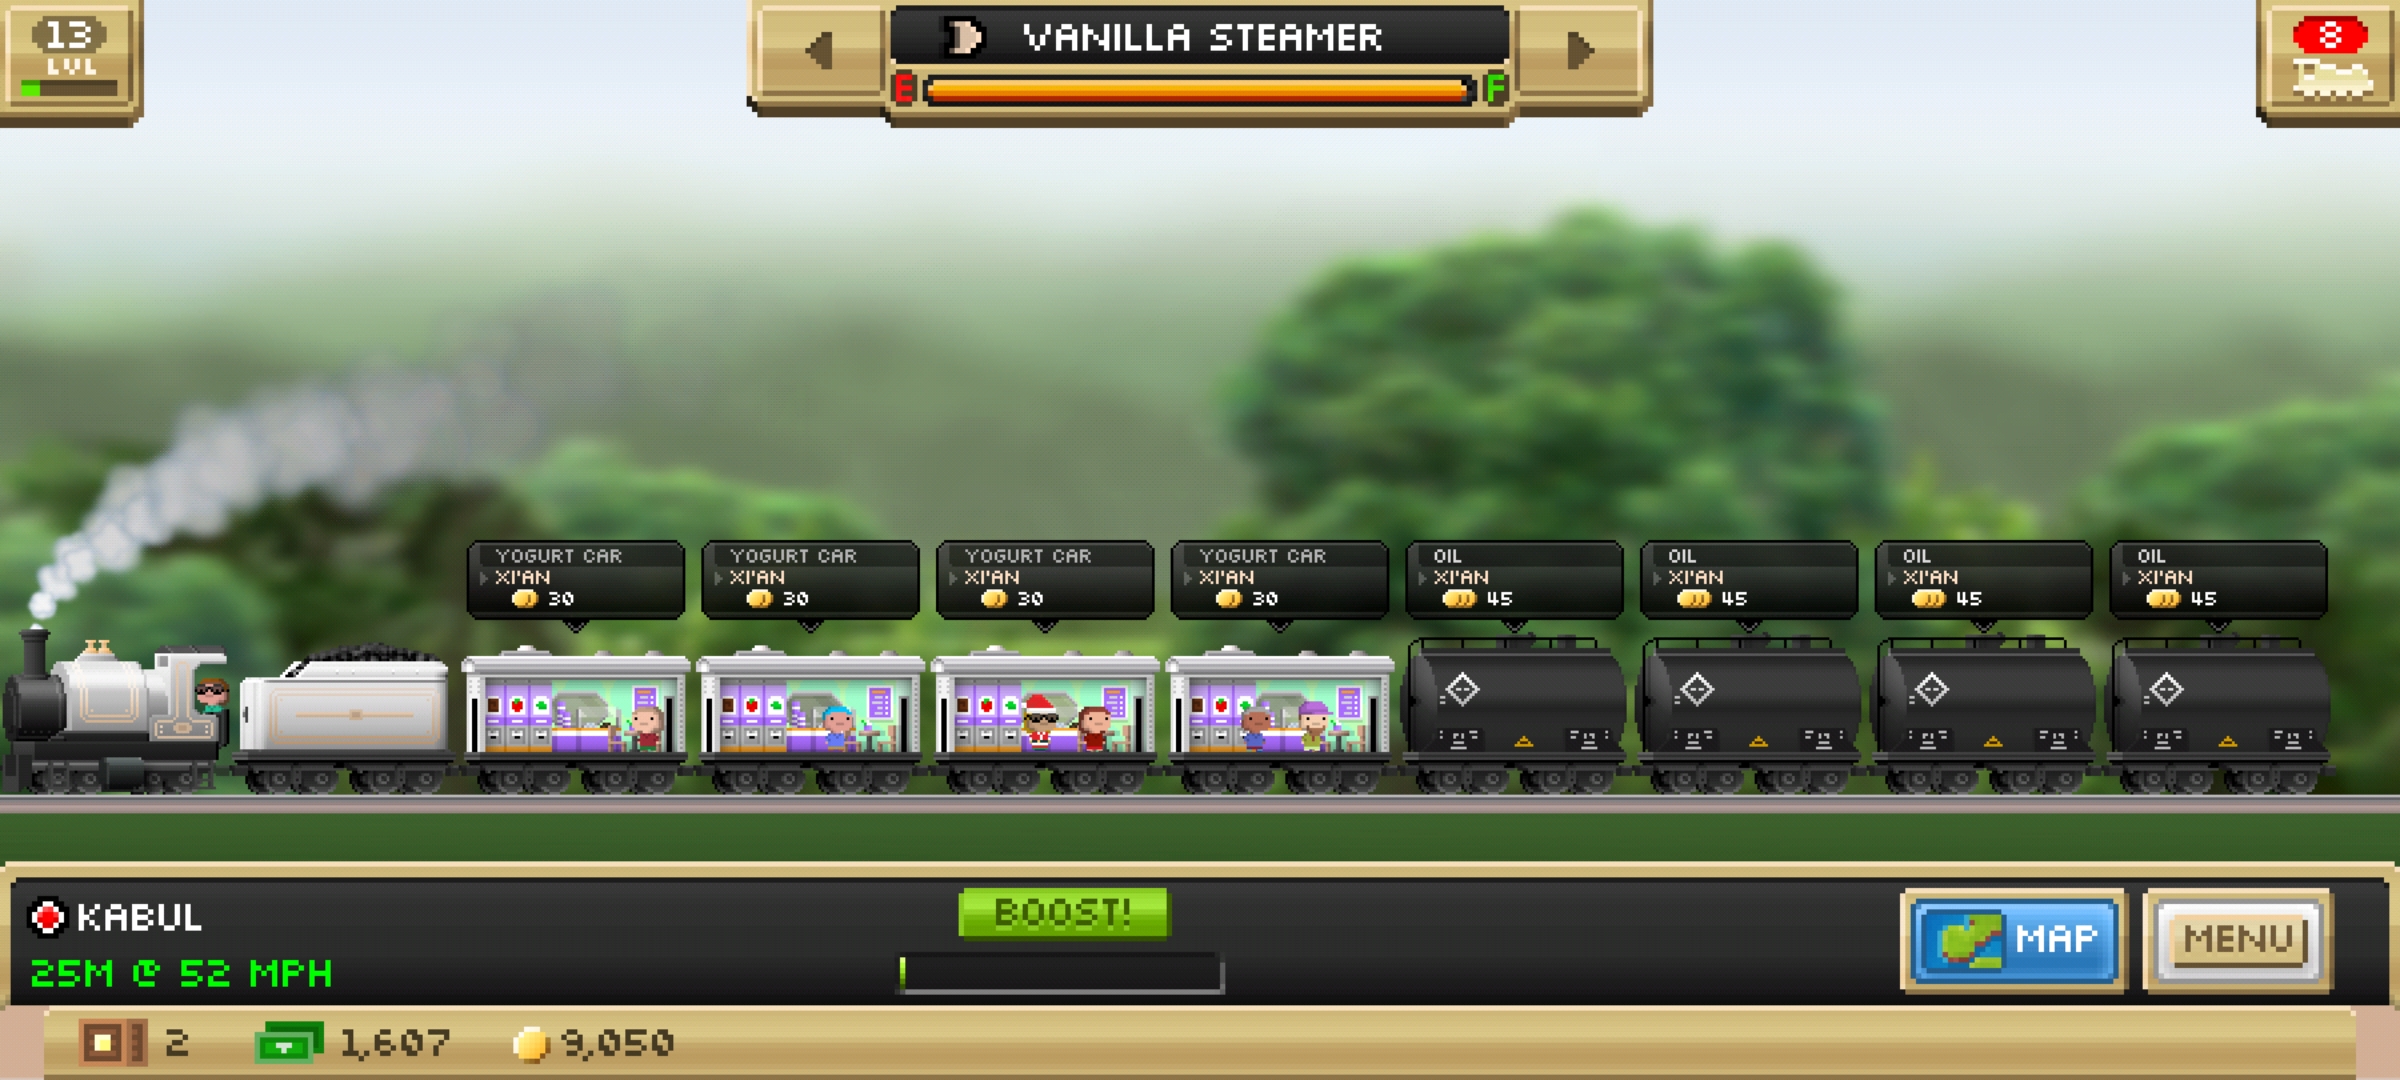 13
LVL
VANILLA STEAMER
E F
8
YOGURT CAR
XI'AN
30
YOGURT CAR
XI'AN
30
YOGURT CAR
XI'AN
30
YOGURT CAR
XI'AN
30
OIL
XI'AN
45
OIL
XI'AN
45
OIL
XI'AN
45
OIL
XI'AN
45
KABUL
25M @ 52 MPH
BOOST!
MAP
MENU
2
1,607
9,050